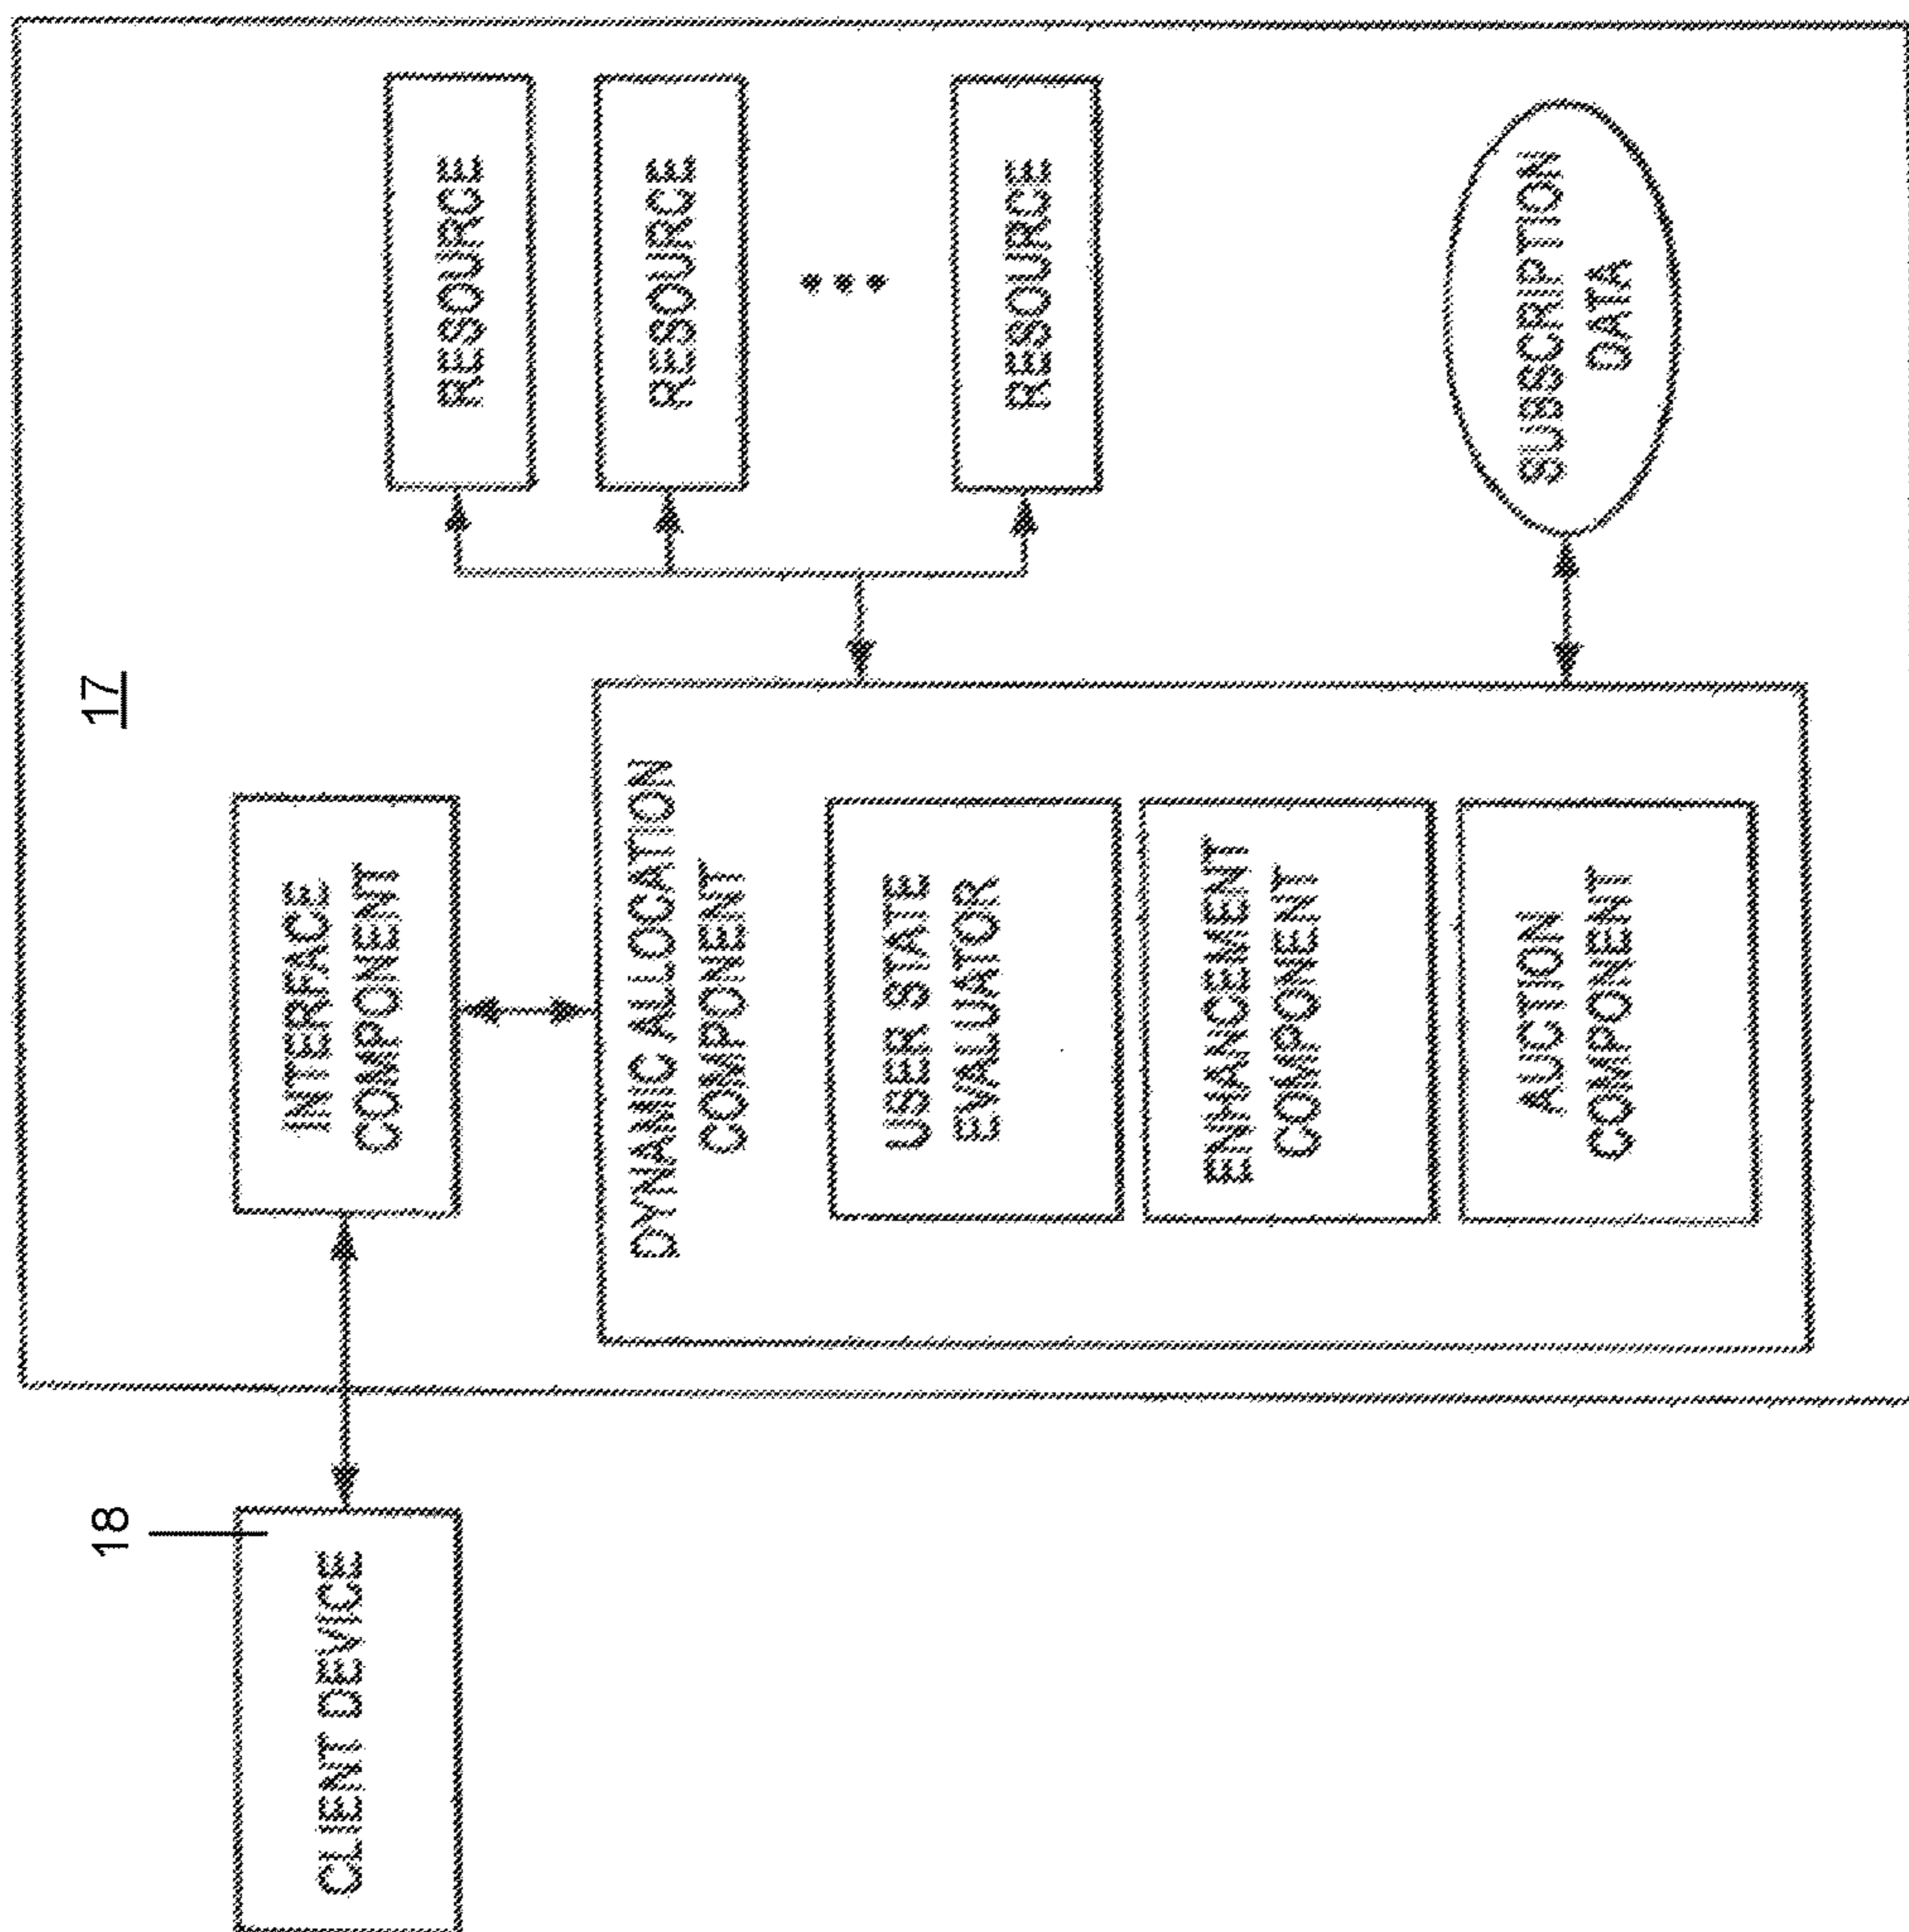 17
18
CLIENT DEVICE
INTERFACE
COMPONENT
DYNAMIC ALLOCATION
COMPONENT
USER STATE
EVALUATOR
ENHANCEMENT
COMPONENT
AUCTION
COMPONENT
RESOURCE
RESOURCE
RESOURCE
SUBSCRIPTION
DATA